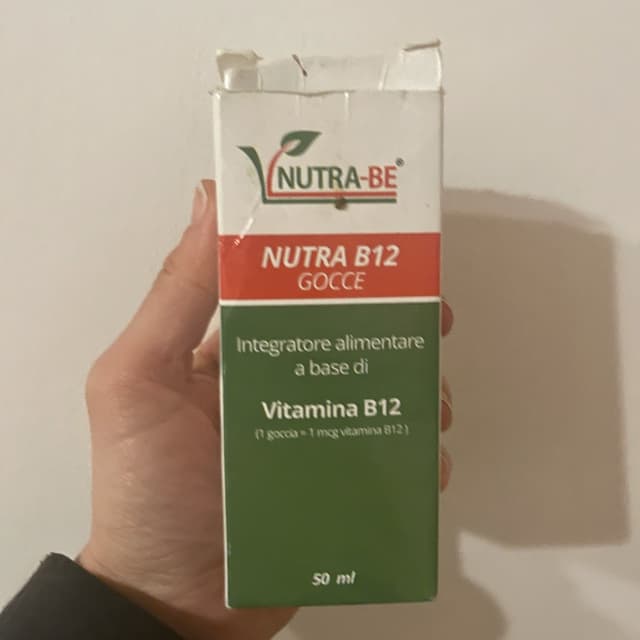 NUTRA-BE®
NUTRA B12
GOCCE
Integratore alimentare
a base di
Vitamina B12
(1 goccia = 1 mcg vitamina B12 )
50 ml